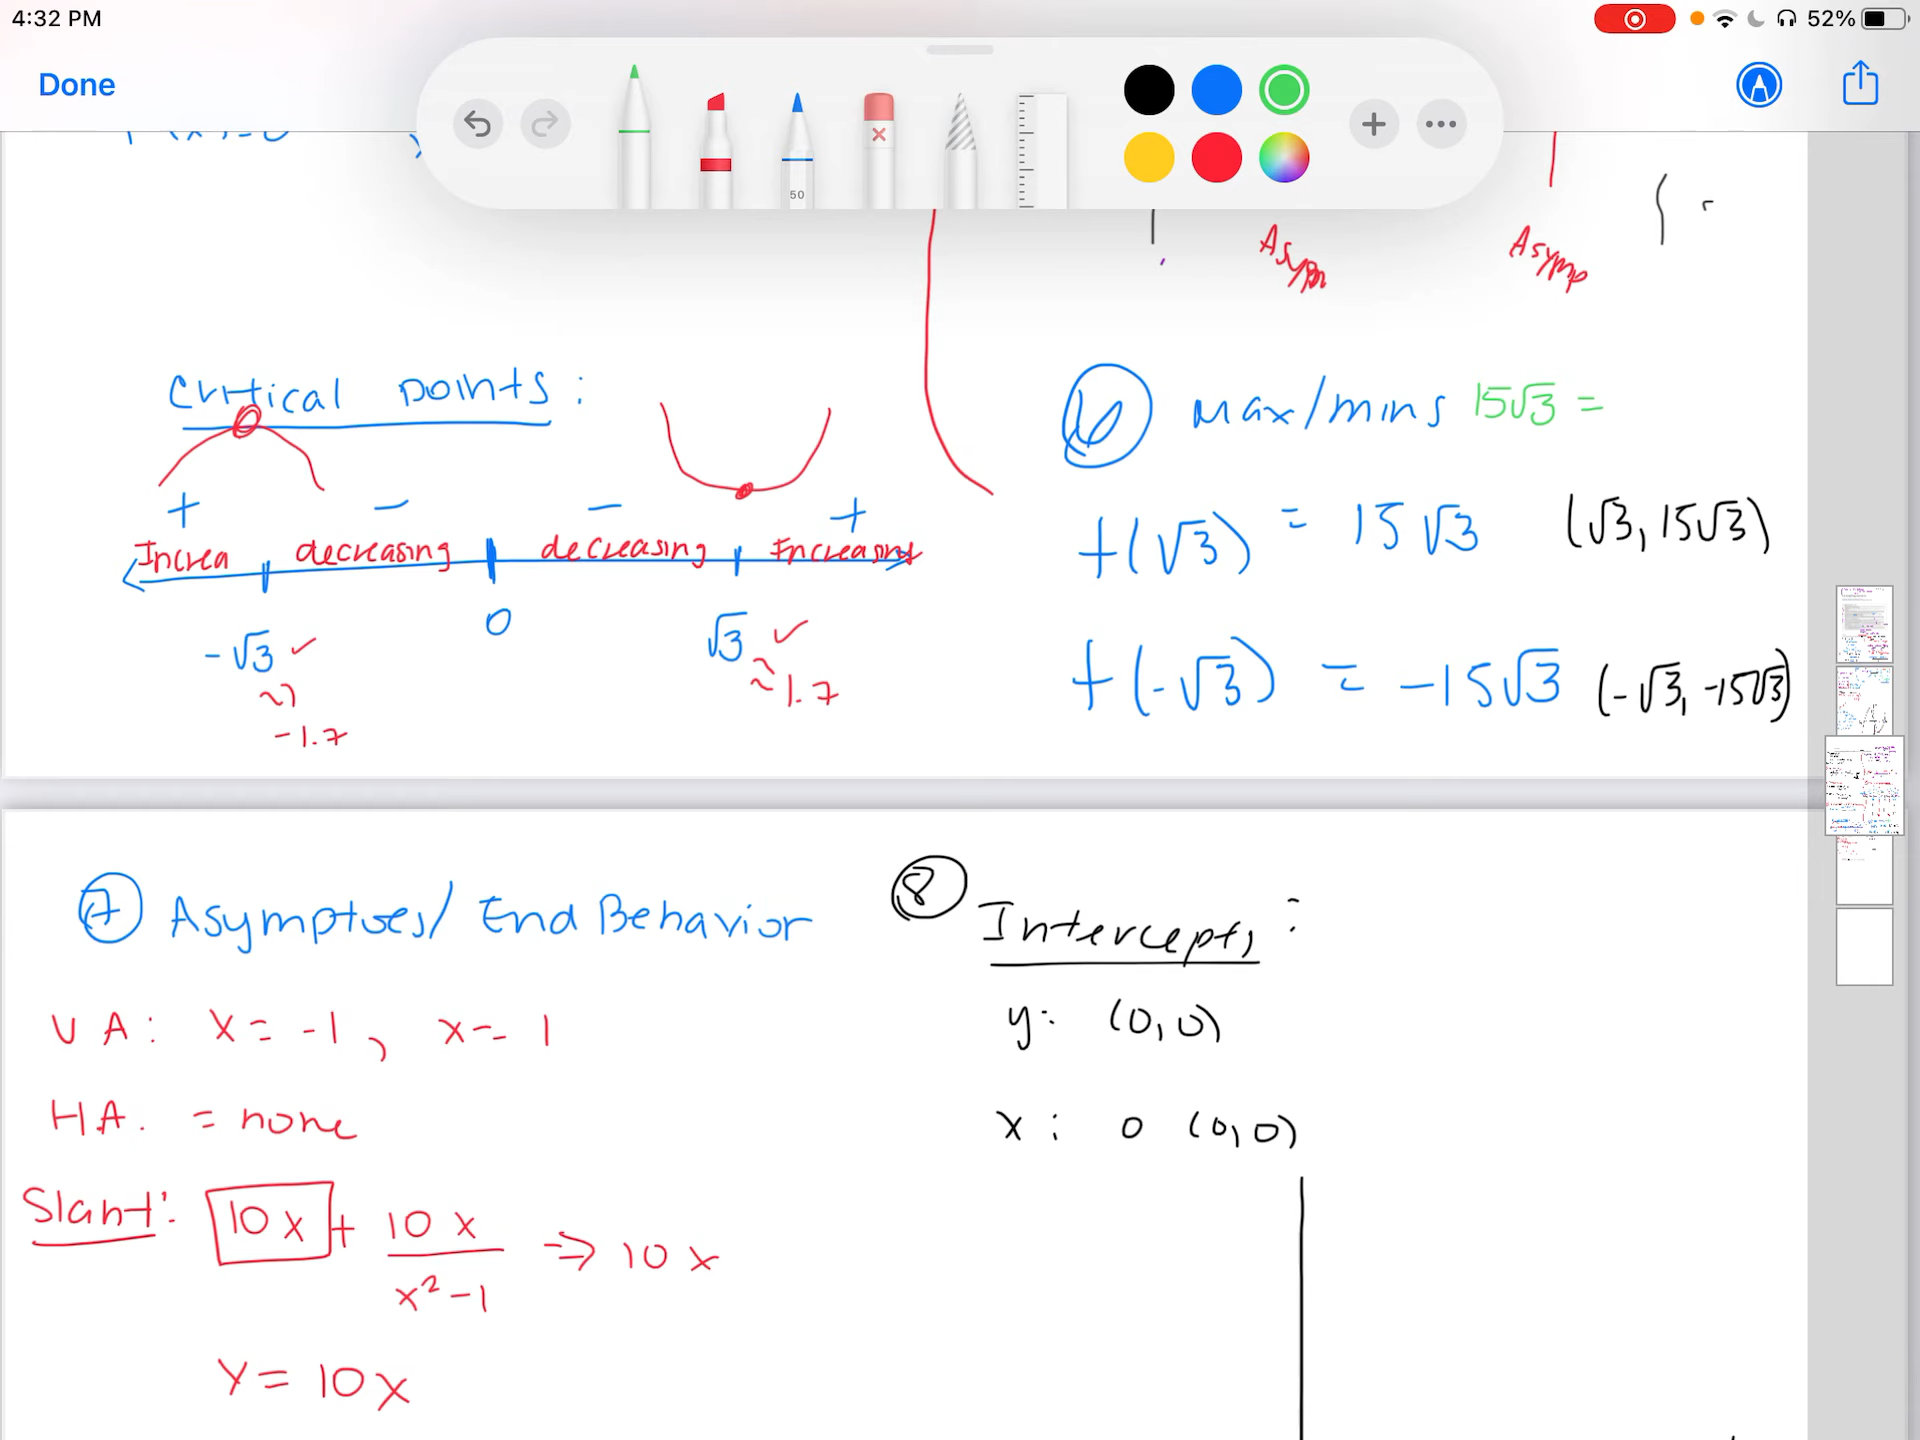 4:32 PM
52%
Done
50
Asym
Asymp
Critical points:
+ − − +
Increa decreasing decreasing Increasing
-√3 ✓ 0 √3 ✓
≈ -1.7
≈ 1.7
6 Max/mins 15√3 =
f(√3) = 15√3 (√3, 15√3)
f(-√3) = -15√3 (-√3, -15√3)
7 Asymptoes/ End Behavior
VA: x = -1, x = 1
HA. = none
Slant: 10x + 10x/(x²-1) => 10x
y = 10x
8 Intercepts:
y: (0,0)
x: 0 (0,0)